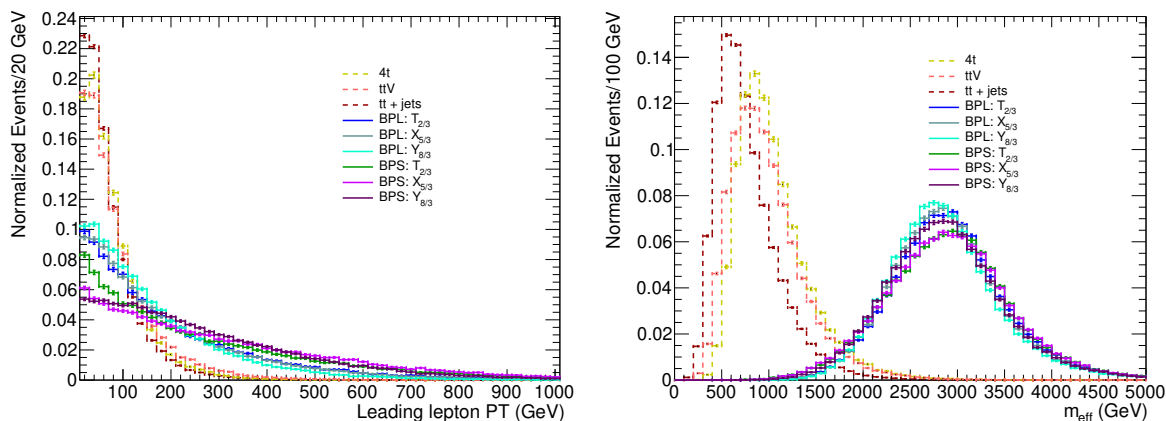 Normalized Events/20 GeV
0.24
0.22
0.2
0.18
0.16
0.14
0.12
0.1
0.08
0.06
0.04
0.02
0
4t
ttV
tt + jets
BPL: T2/3
BPL: X5/3
BPL: Y8/3
BPS: T2/3
BPS: X5/3
BPS: Y8/3
100 200 300 400 500 600 700 800 900 1000
Leading lepton PT (GeV)
Normalized Events/100 GeV
0.14
0.12
0.1
0.08
0.06
0.04
0.02
0
4t
ttV
tt + jets
BPL: T2/3
BPL: X5/3
BPL: Y8/3
BPS: T2/3
BPS: X5/3
BPS: Y8/3
0 500 1000 1500 2000 2500 3000 3500 4000 4500 5000
meff (GeV)